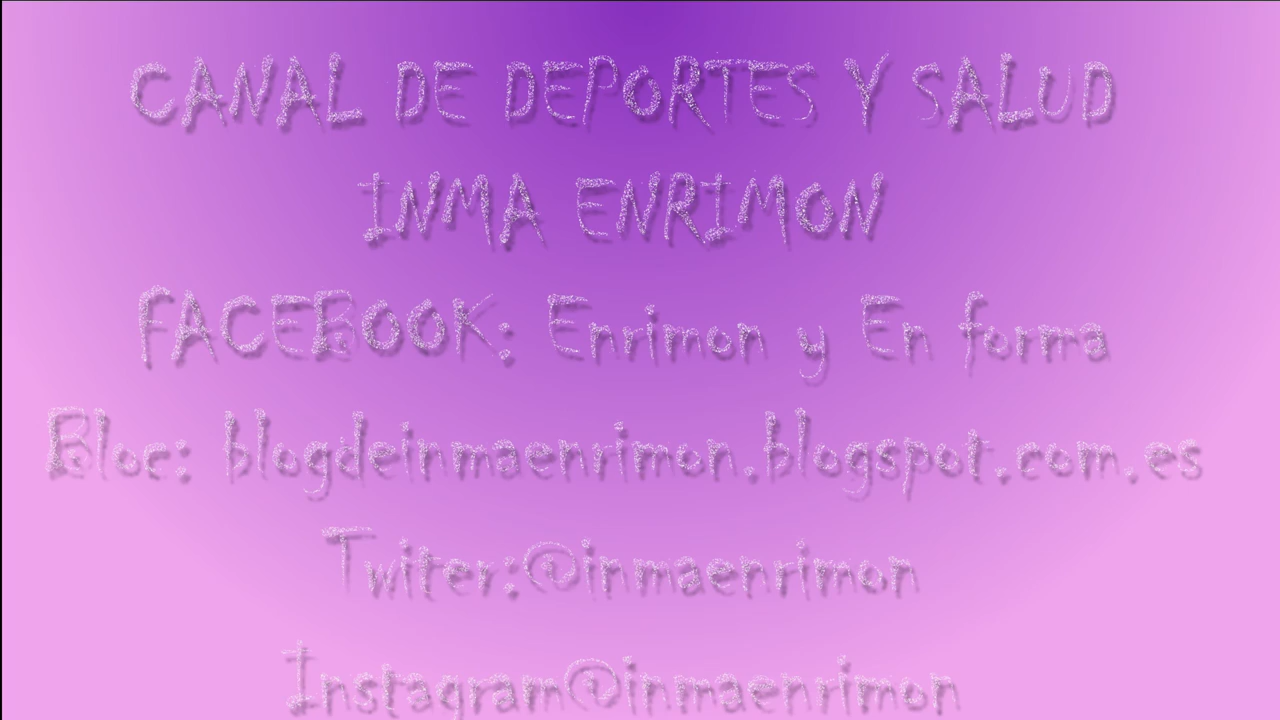 CANAL DE DEPORTES Y SALUD
INMA ENRIMON
FACEBOOK: Enrimon y En forma
Bloc: blogdeinmaenrimon.blogspot.com.es
Twiter:@inmaenrimon
Instagram@inmaenrimon